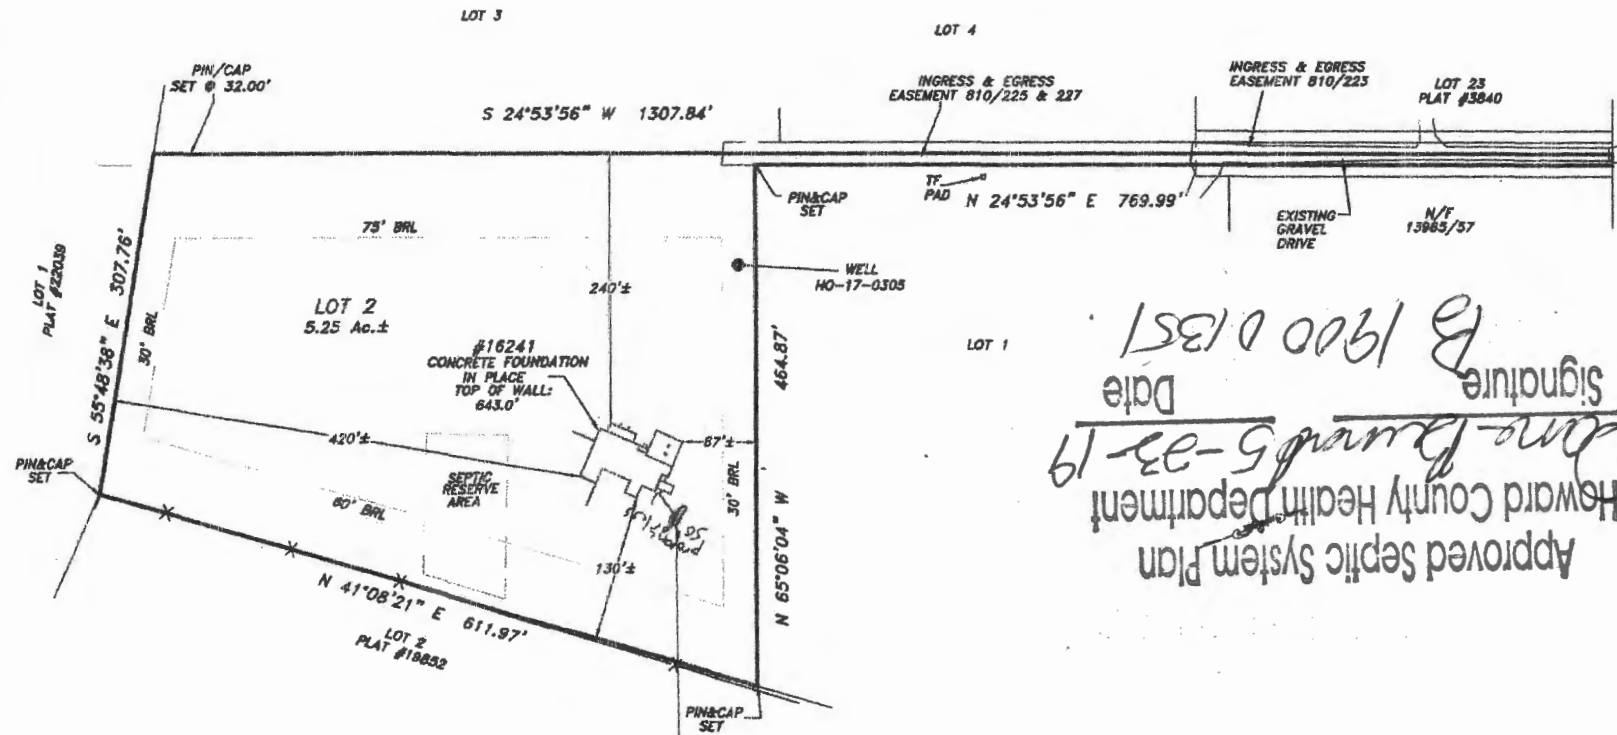 LOT 3
LOT 4
PIN/CAP
SET @ 32.00'
S 24°53'56" W 1307.84'
INGRESS & EGRESS
EASEMENT 810/225 & 227
INGRESS & EGRESS
EASEMENT 810/223
LOT 23
PLAT #3840
PIN&CAP
SET
TF
PAD
N 24°53'56" E 769.99'
EXISTING
GRAVEL
DRIVE
N/F
13985/57
LOT 1
PLAT #22039
S 55°48'38" E 307.76'
30' BRL
75' BRL
LOT 2
5.25 Ac.±
240'±
WELL
HO-17-0305
#16241
CONCRETE FOUNDATION
IN PLACE
TOP OF WALL:
643.0'
464.87'
LOT 1
420'±
SEPTIC
RESERVE
AREA
67'±
30' BRL
N 65°06'04" W
60' BRL
130'±
PIN&CAP
SET
N 41°08'21" E 611.97'
LOT 2
PLAT #18852
PIN&CAP
SET
Approved Septic System Plan
Howard County Health Department
5-23-19
Signature Date